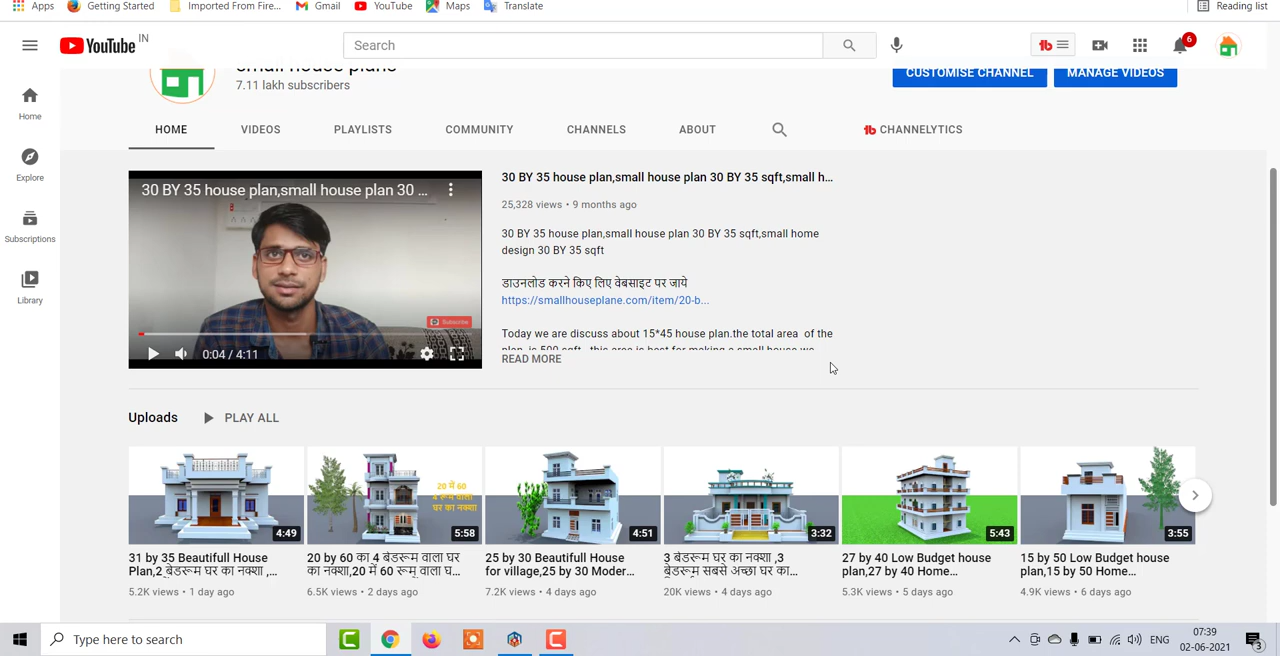 Apps Getting Started Imported From Fire... Gmail YouTube Maps Translate Reading list
YouTube IN
Search
6
small house plans
7.11 lakh subscribers
CUSTOMISE CHANNEL MANAGE VIDEOS
Home
HOME VIDEOS PLAYLISTS COMMUNITY CHANNELS ABOUT CHANNELYTICS
Explore
Subscriptions
Library
30 BY 35 house plan,small house plan 30 ...
Subscribe
0:04 / 4:11
30 BY 35 house plan,small house plan 30 BY 35 sqft,small h...
25,328 views • 9 months ago
30 BY 35 house plan,small house plan 30 BY 35 sqft,small home
design 30 BY 35 sqft
डाउनलोड करने किए लिए वेबसाइट पर जाये
https://smallhouseplane.com/item/20-b...
Today we are discuss about 15*45 house plan.the total area of the
READ MORE
Uploads PLAY ALL
20 में 60
4 रूम वाला
घर का नक्शा
4:49 5:58 4:51 3:32 5:43 3:55
31 by 35 Beautifull House
Plan,2 बेडरूम घर का नक्शा ,...
5.2K views • 1 day ago
20 by 60 का 4 बेडरूम वाला घर
का नक्शा,20 में 60 रूम वाला घ...
6.5K views • 2 days ago
25 by 30 Beautifull House
for village,25 by 30 Moder...
7.2K views • 4 days ago
3 बेडरूम घर का नक्शा ,3
बेडरूम सबसे अच्छा घर का...
20K views • 4 days ago
27 by 40 Low Budget house
plan,27 by 40 Home...
5.3K views • 5 days ago
15 by 50 Low Budget house
plan,15 by 50 Home...
4.9K views • 6 days ago
Type here to search
ENG
07:39
02-06-2021
3